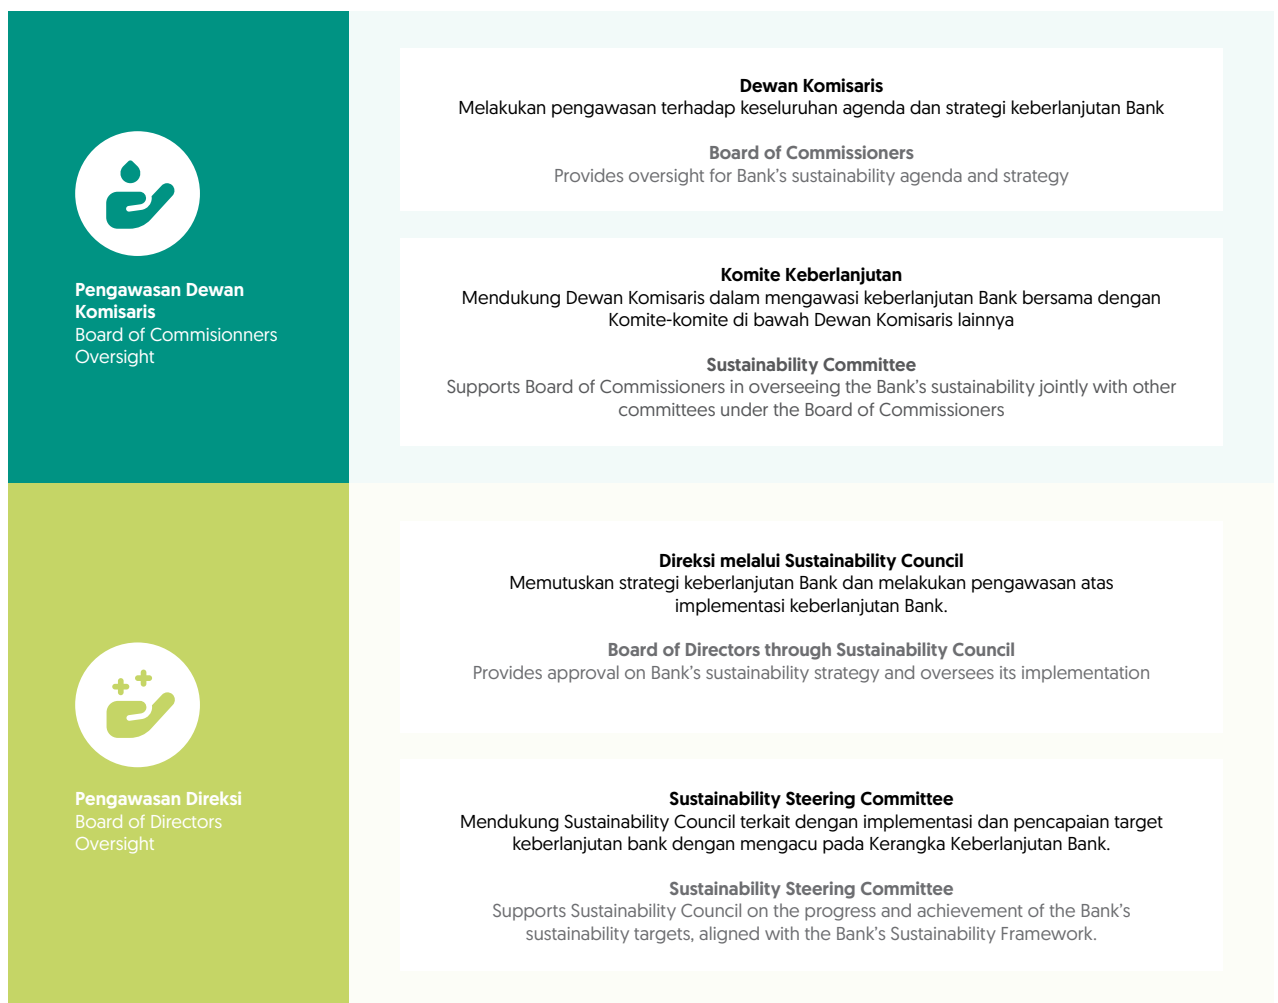 Pengawasan Dewan
Komisaris
Board of Commisionners
Oversight
Dewan Komisaris
Melakukan pengawasan terhadap keseluruhan agenda dan strategi keberlanjutan Bank
Board of Commissioners
Provides oversight for Bank's sustainability agenda and strategy
Komite Keberlanjutan
Mendukung Dewan Komisaris dalam mengawasi keberlanjutan Bank bersama dengan
Komite-komite di bawah Dewan Komisaris lainnya
Sustainability Committee
Supports Board of Commissioners in overseeing the Bank's sustainability jointly with other
committees under the Board of Commissioners
Pengawasan Direksi
Board of Directors
Oversight
Direksi melalui Sustainability Council
Memutuskan strategi keberlanjutan Bank dan melakukan pengawasan atas
implementasi keberlanjutan Bank.
Board of Directors through Sustainability Council
Provides approval on Bank's sustainability strategy and oversees its implementation
Sustainability Steering Committee
Mendukung Sustainability Council terkait dengan implementasi dan pencapaian target
keberlanjutan bank dengan mengacu pada Kerangka Keberlanjutan Bank.
Sustainability Steering Committee
Supports Sustainability Council on the progress and achievement of the Bank's
sustainability targets, aligned with the Bank's Sustainability Framework.